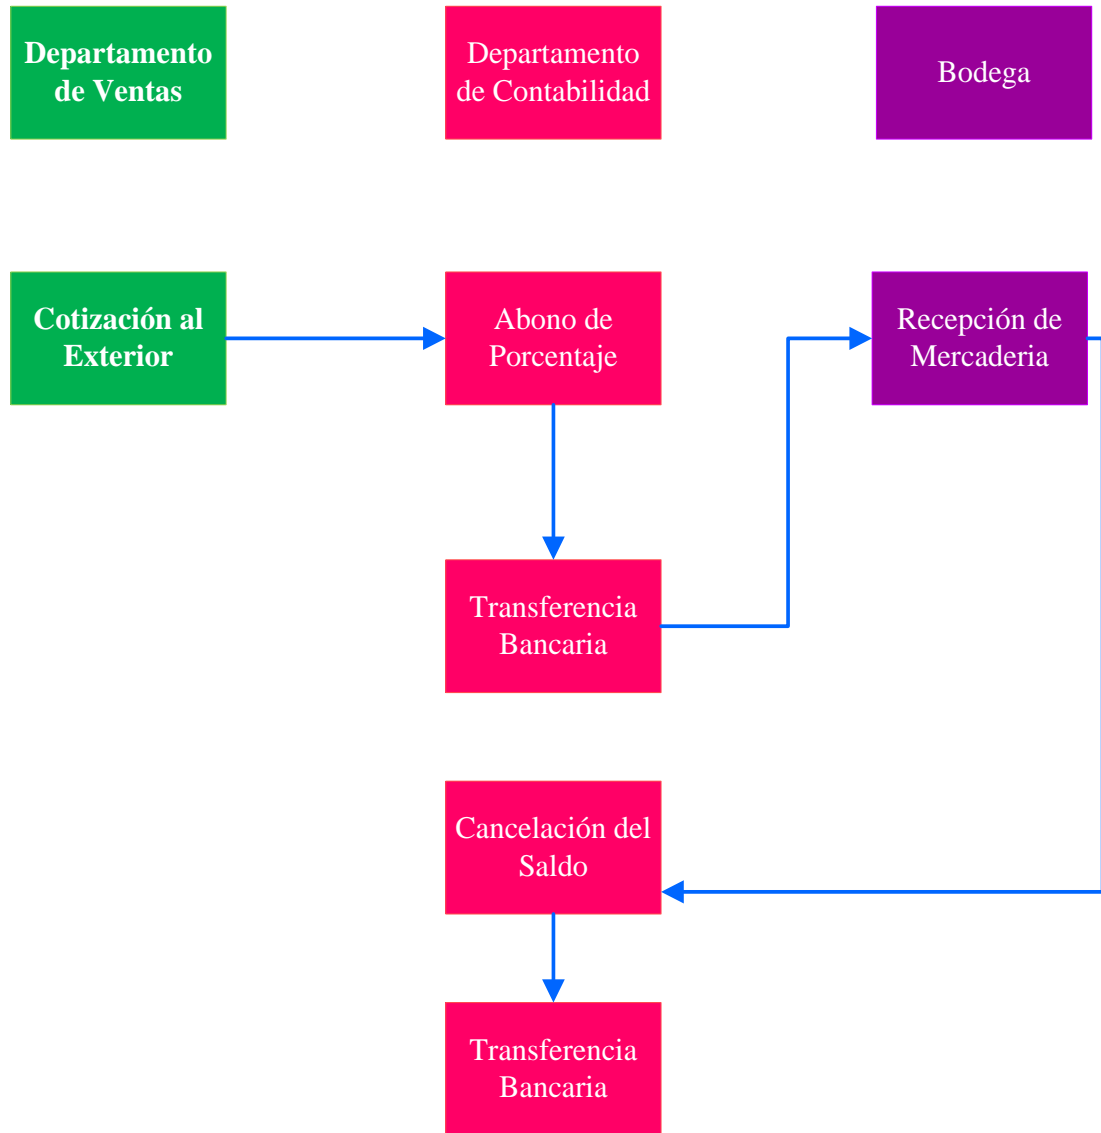 Departamento
de Ventas
Departamento
de Contabilidad
Bodega
Cotización al
Exterior
Abono de
Porcentaje
Recepción de
Mercaderia
Transferencia
Bancaria
Cancelación del
Saldo
Transferencia
Bancaria